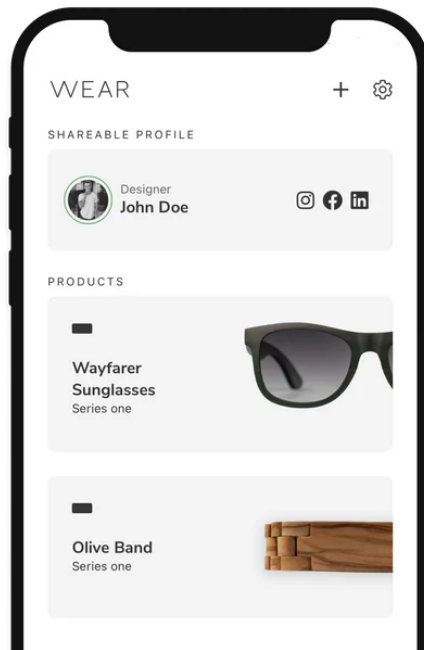 WEAR
SHAREABLE PROFILE
Designer
John Doe
PRODUCTS
Wayfarer
Sunglasses
Series one
Olive Band
Series one